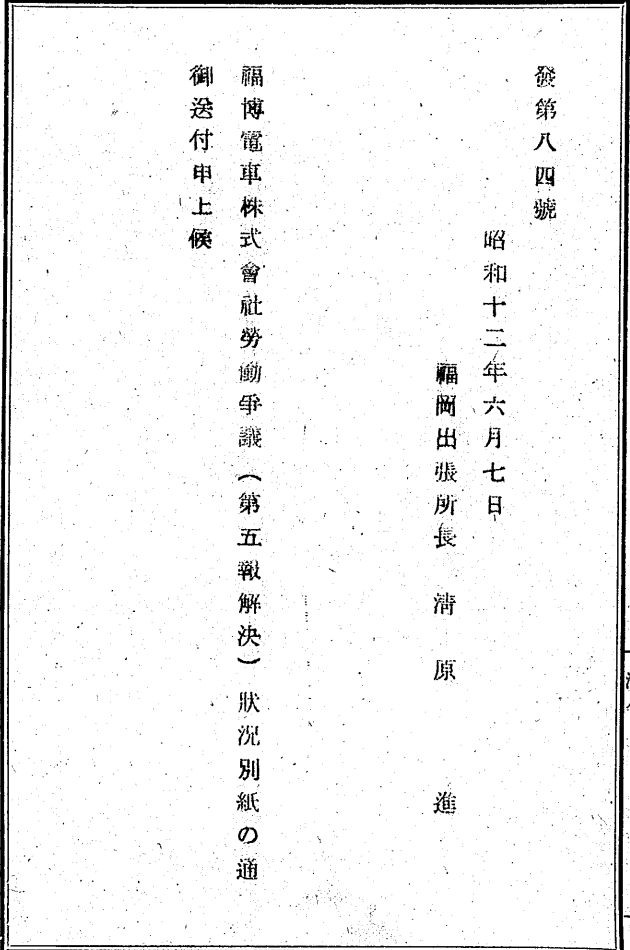 發第八四號
昭和十二年六月七日
福岡出張所長　淸原　進
福博電車株式會社勞働爭議（第五報解決）狀況別紙の通
御送付申上候